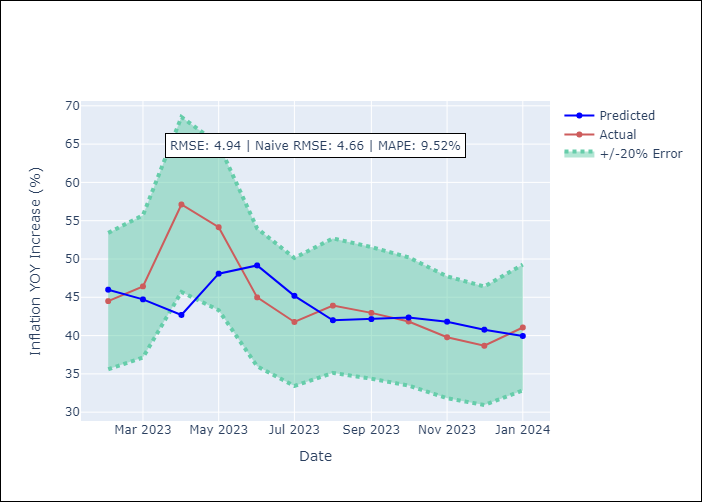 70
65
60
55
50
45
40
35
30
Inflation YOY Increase (%)
RMSE: 4.94 | Naive RMSE: 4.66 | MAPE: 9.52%
Predicted
Actual
+/-20% Error
Mar 2023
May 2023
Jul 2023
Sep 2023
Nov 2023
Jan 2024
Date